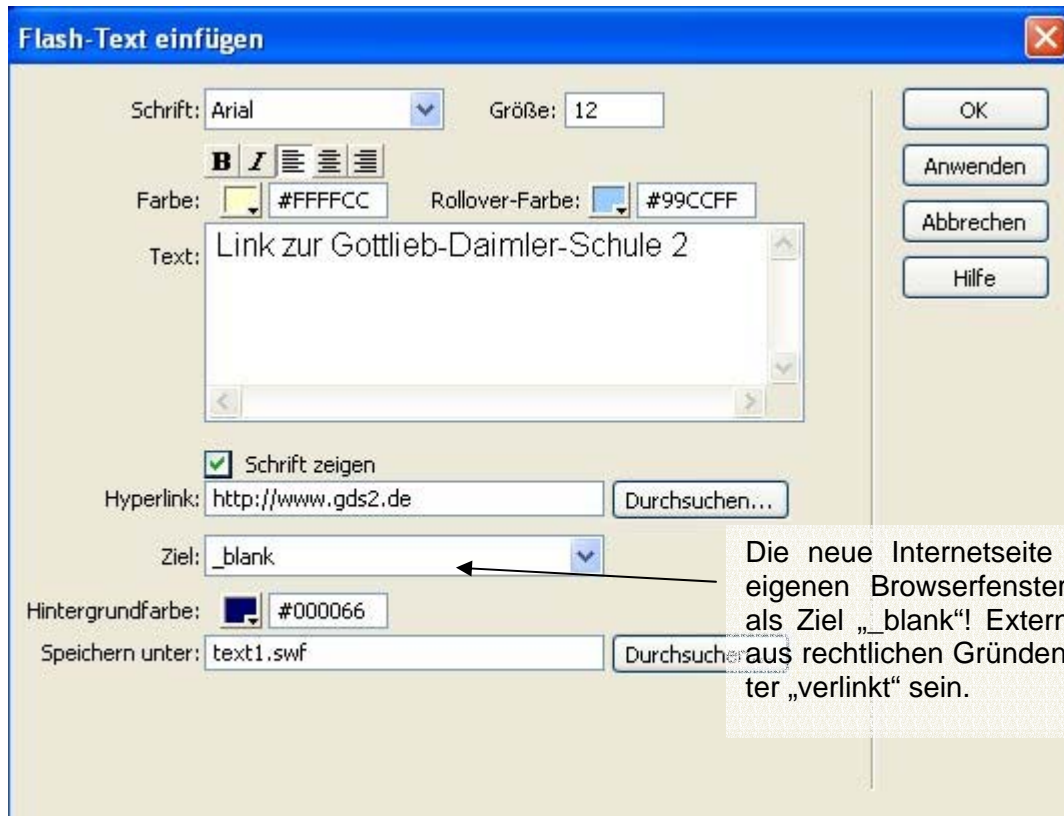 Flash-Text einfügen
Schrift: Arial Größe: 12 OK
B I
Anwenden
Farbe: #FFFFCC Rollover-Farbe: #99CCFF
Abbrechen
Text: Link zur Gottlieb-Daimler-Schule 2
Hilfe
Schrift zeigen
Hyperlink: http://www.gds2.de Durchsuchen...
Ziel: _blank
Hintergrundfarbe: #000066
Speichern unter: text1.swf
Die neue Internetseite
eigenen Browserfenster
als Ziel „_blank“! Extern
aus rechtlichen Gründen
ter „verlinkt“ sein.